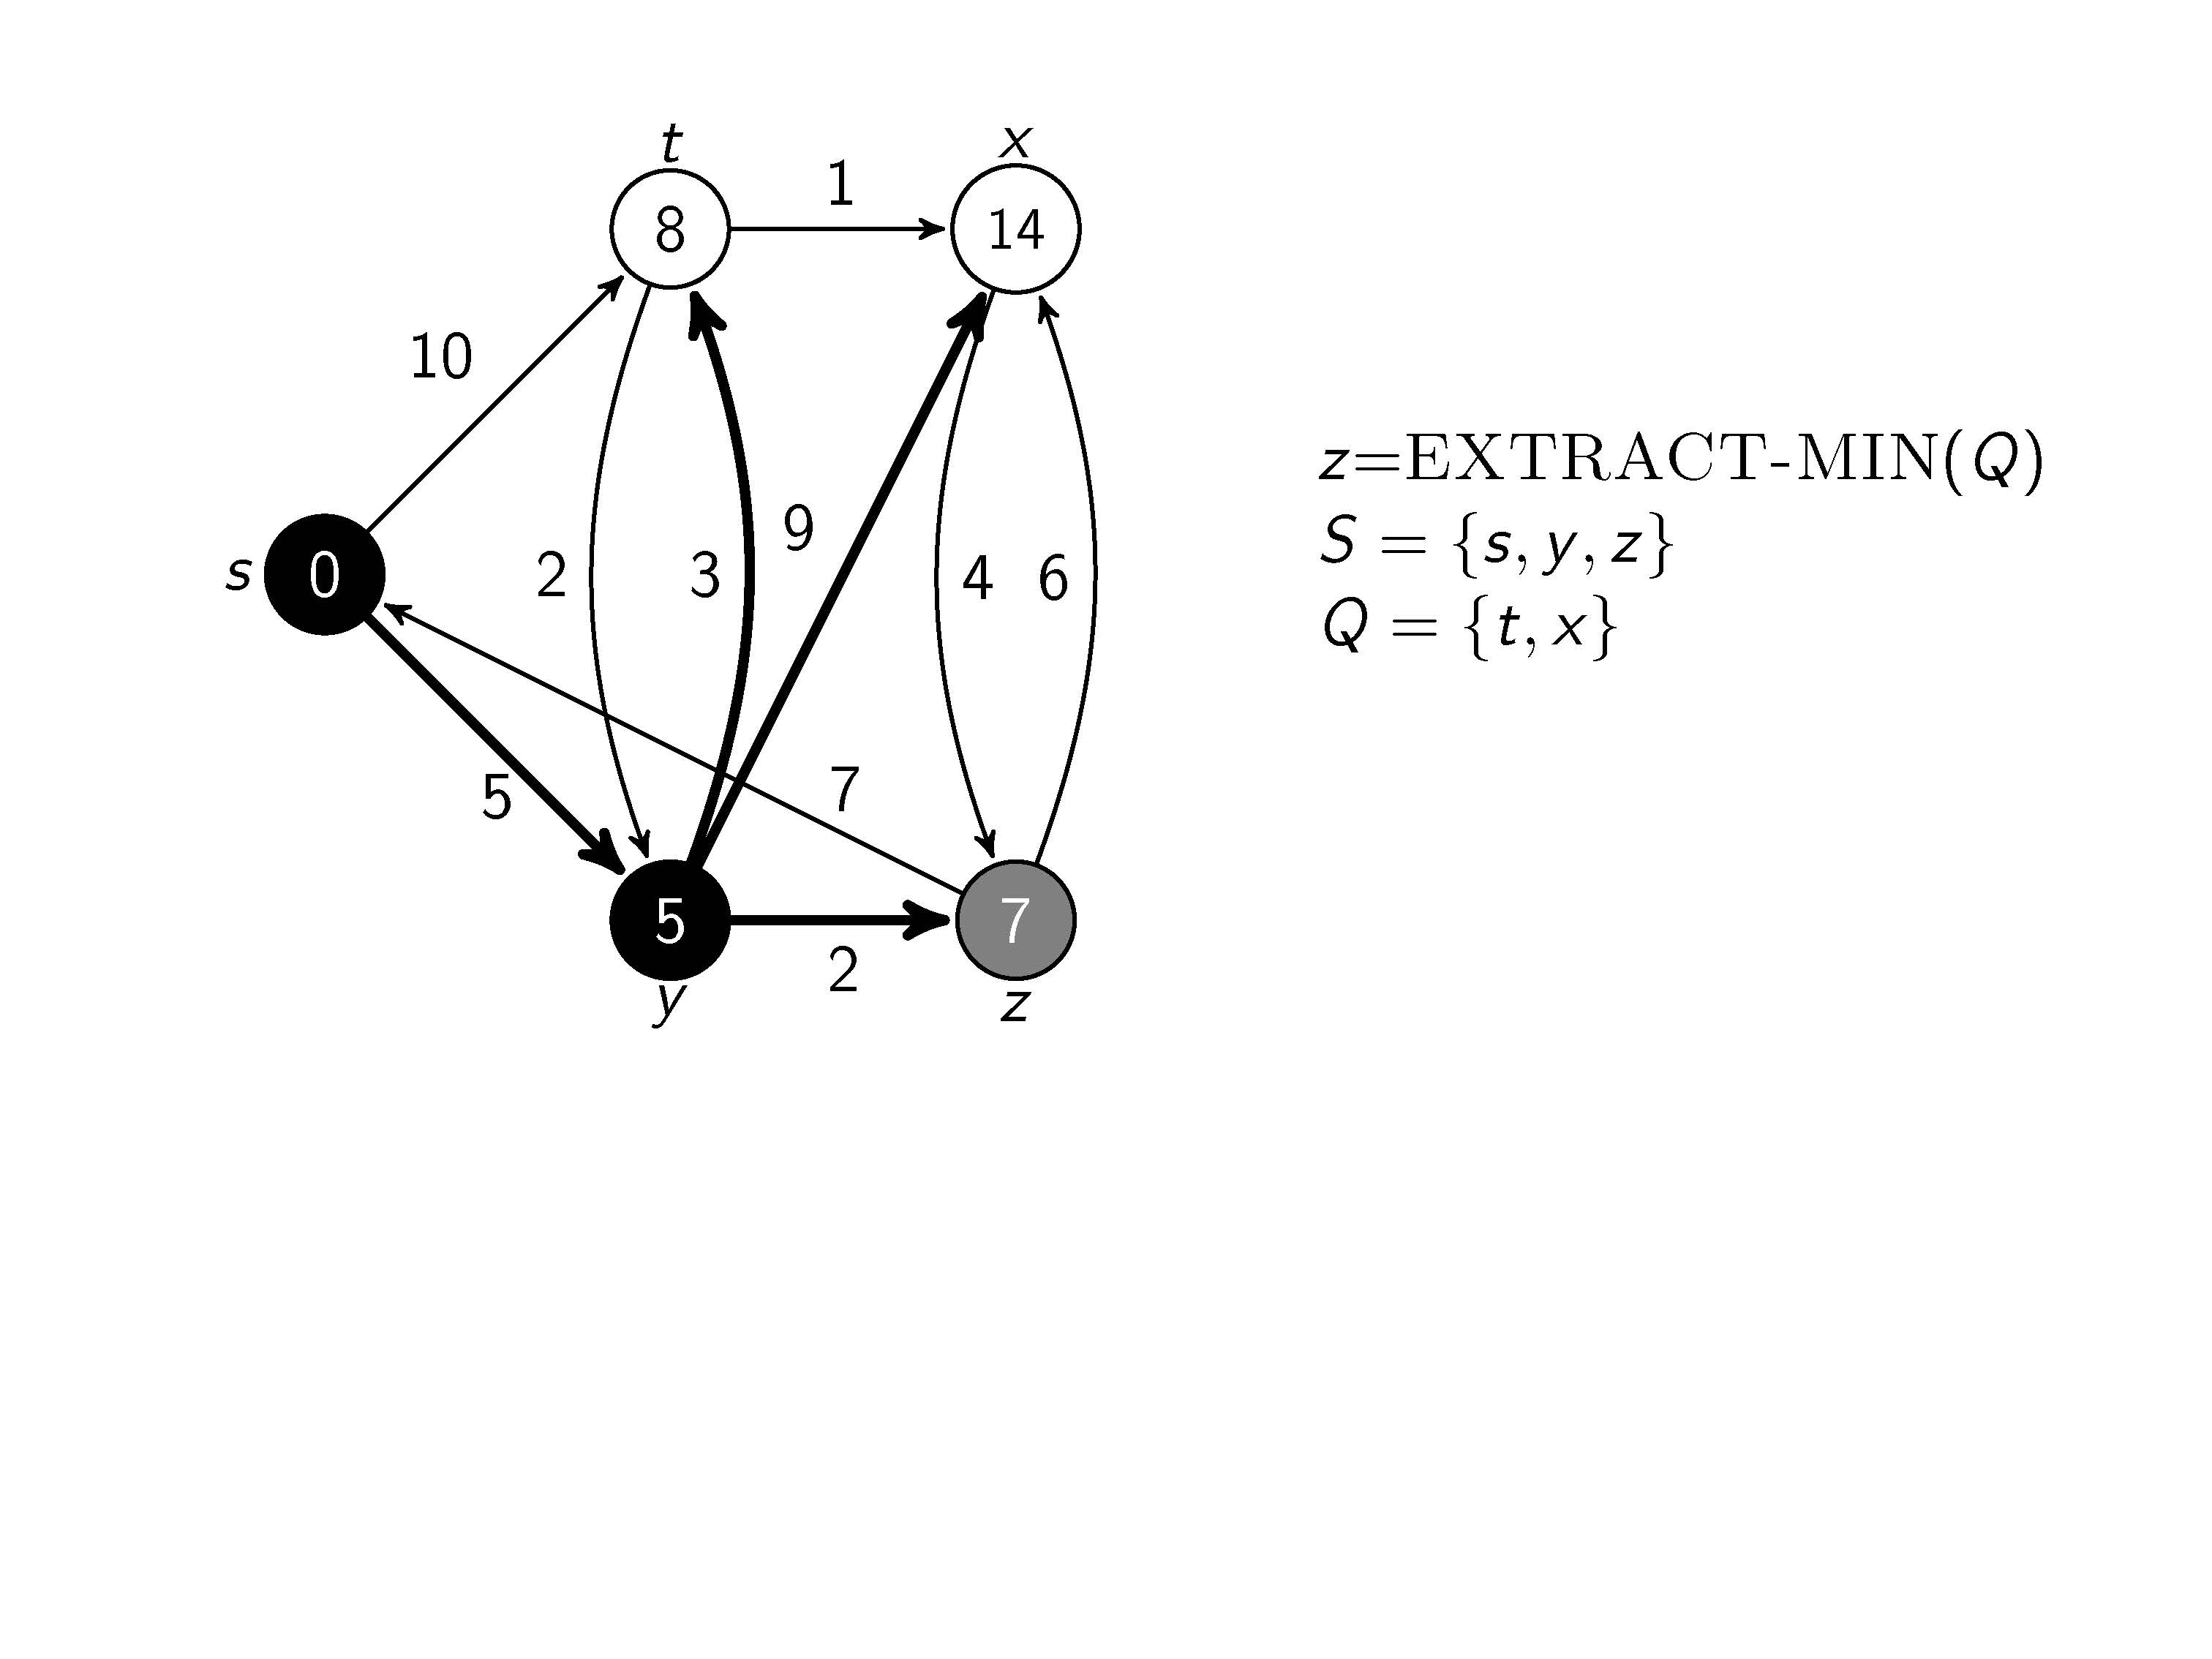 t
x
1
8
14
10
9
z=EXTRACT-MIN(Q)
S = {s, y, z}
Q = {t, x}
s
0
2
3
4
6
5
7
5
7
2
y
z